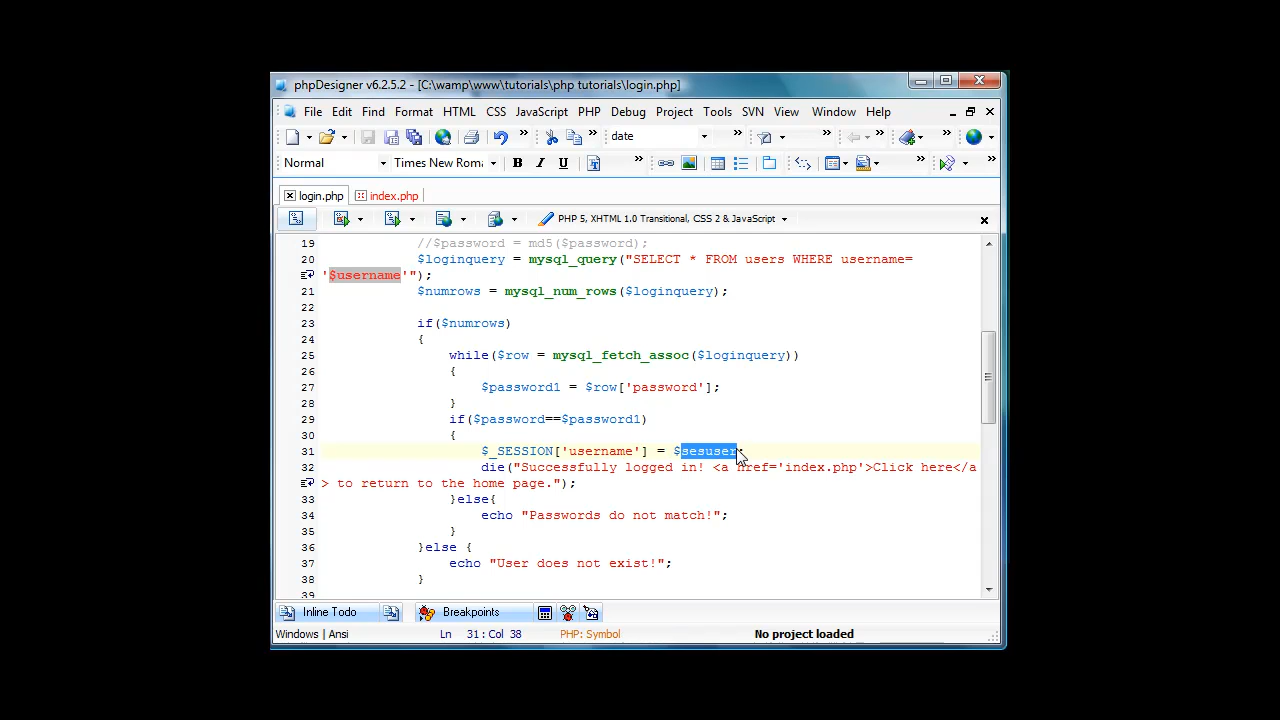 phpDesigner v6.2.5.2 - [C:\wamp\www\tutorials\php tutorials\login.php]
File Edit Find Format HTML CSS JavaScript PHP Debug Project Tools SVN View Window Help
date
Normal Times New Roma B I U T
login.php index.php
PHP 5, XHTML 1.0 Transitional, CSS 2 & JavaScript
19 //$password = md5($password);
20 $loginquery = mysql_query("SELECT * FROM users WHERE username=
'$username'");
21 $numrows = mysql_num_rows($loginquery);
22
23 if($numrows)
24 {
25 while($row = mysql_fetch_assoc($loginquery))
26 {
27 $password1 = $row['password'];
28 }
29 if($password==$password1)
30 {
31 $_SESSION['username'] = $sesuser;
32 die("Successfully logged in! <a href='index.php'>Click here</a
> to return to the home page.");
33 }else{
34 echo "Passwords do not match!";
35 }
36 }else {
37 echo "User does not exist!";
38 }
39
Inline Todo Breakpoints
Windows | Ansi Ln 31 : Col 38 PHP: Symbol No project loaded